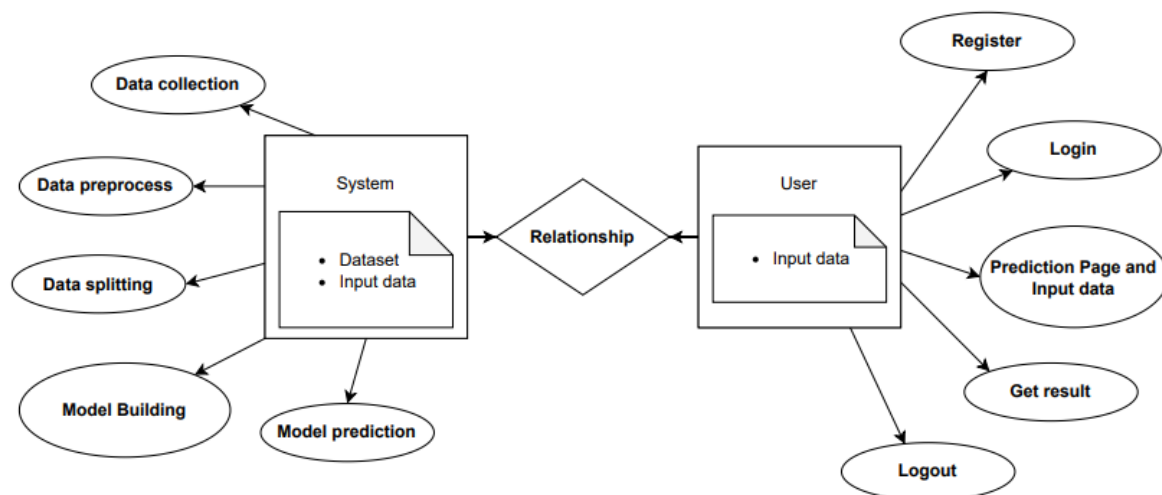 Register
Data collection
Login
Data preprocess
System
User
Relationship
• Dataset
• Input data
• Input data
Data splitting
Prediction Page and
Input data
Get result
Model Building
Model prediction
Logout